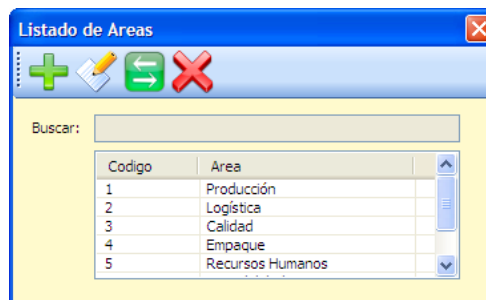 Listado de Areas
Buscar:
Codigo Area
1 Producción
2 Logística
3 Calidad
4 Empaque
5 Recursos Humanos